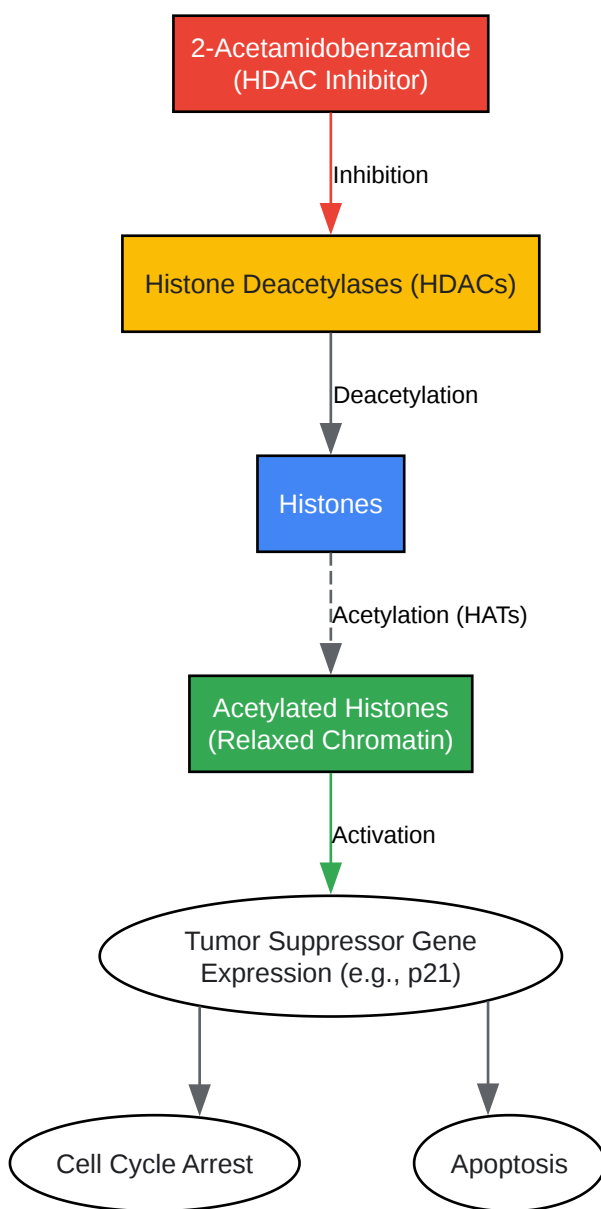 2-Acetamidobenzamide
(HDAC Inhibitor)
Inhibition
Histone Deacetylases (HDACs)
Deacetylation
Histones
Acetylation (HATs)
Acetylated Histones
(Relaxed Chromatin)
Activation
Tumor Suppressor Gene
Expression (e.g., p21)
Cell Cycle Arrest
Apoptosis